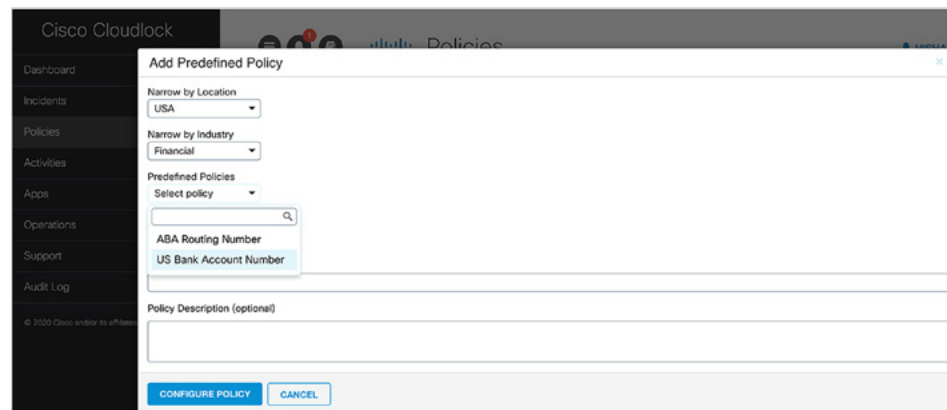 Cisco Cloudlock
Policies
Add Predefined Policy
Dashboard
Incidents
Policies
Activities
Apps
Operations
Support
Audit Log
© 2020 Cisco and/or its affiliates
Narrow by Location
USA
Narrow by Industry
Financial
Predefined Policies
Select policy
ABA Routing Number
US Bank Account Number
Policy Description (optional)
CONFIGURE POLICY
CANCEL